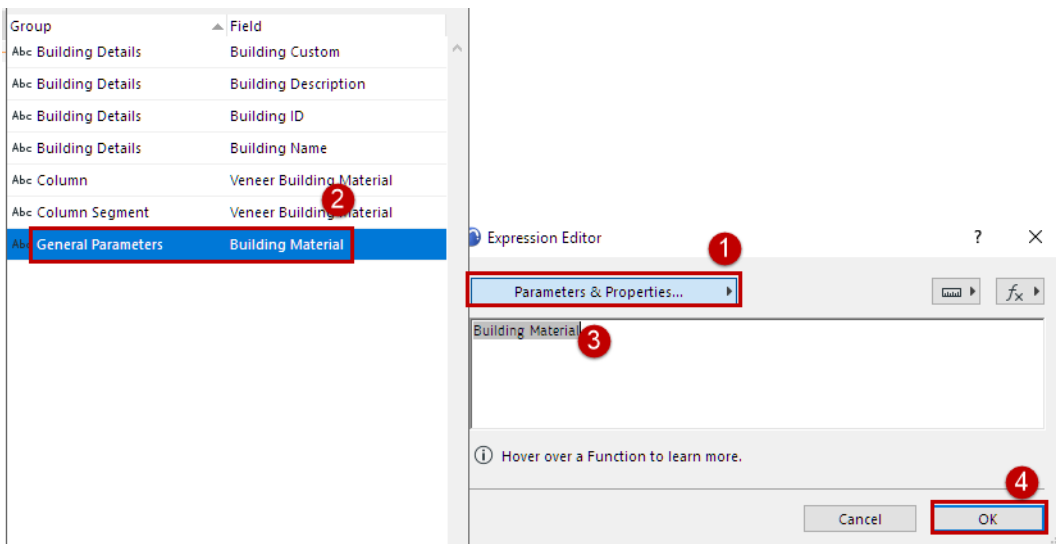 Group Field
Abc Building Details Building Custom
Abc Building Details Building Description
Abc Building Details Building ID
Abc Building Details Building Name
Abc Column Veneer Building Material
2
Abc Column Segment Veneer Building Material
Abc General Parameters Building Material
Expression Editor ? ×
1
Parameters & Properties... fx
Building Material
3
Hover over a Function to learn more.
4
Cancel OK